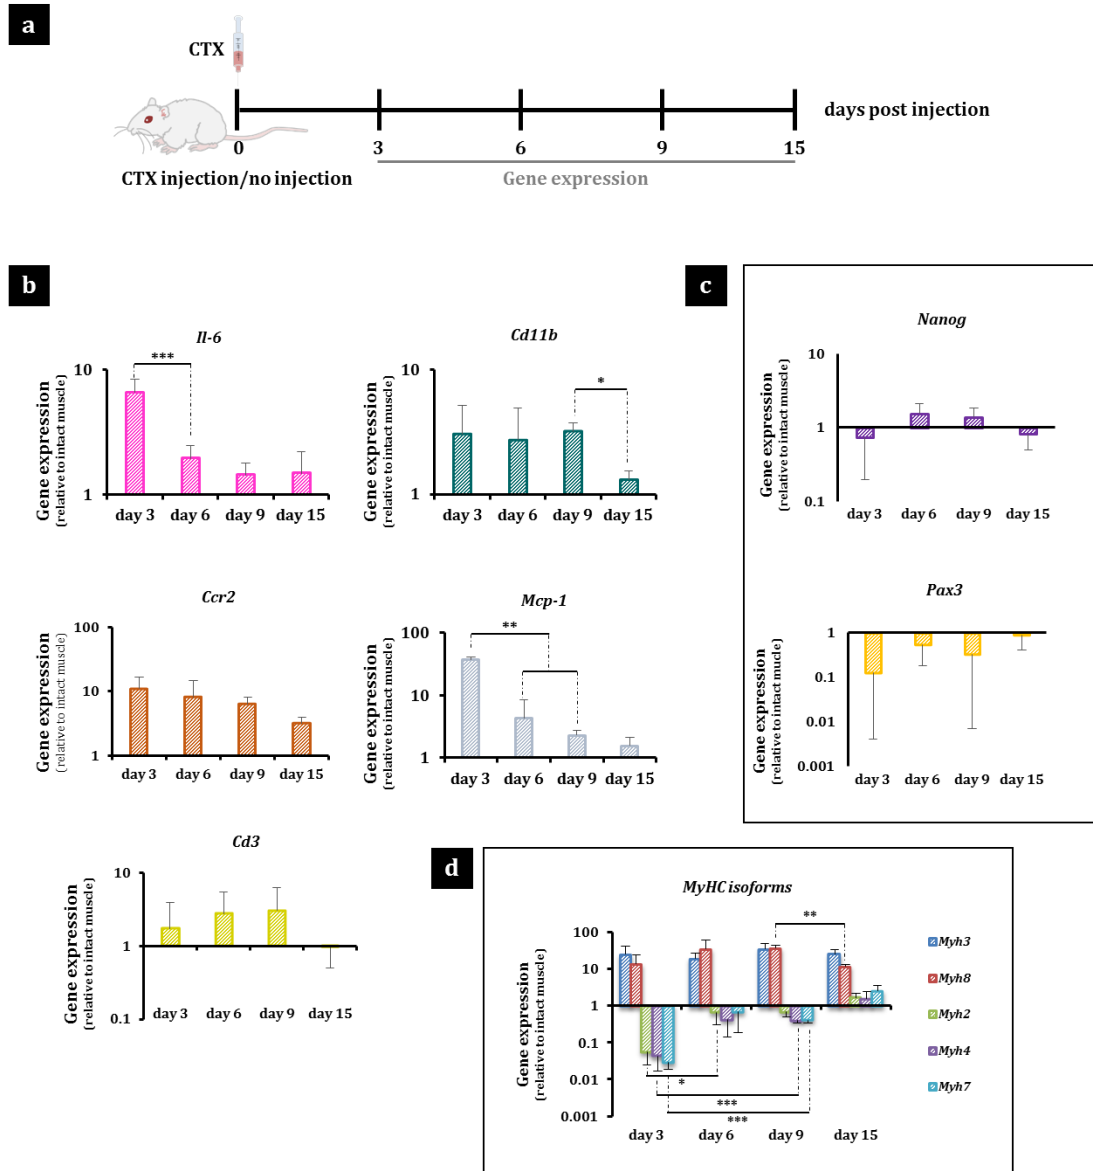 a
CTX
days post injection
0 3 6 9 15
CTX injection/no injection
Gene expression
b
Il-6
Gene expression
(relative to intact muscle)
10
1
***
day 3 day 6 day 9 day 15
Cd11b
Gene expression
(relative to intact muscle)
10
1
*
day 3 day 6 day 9 day 15
Ccr2
Gene expression
(relative to intact muscle)
100
10
1
day 3 day 6 day 9 day 15
Mcp-1
Gene expression
(relative to intact muscle)
100
10
1
**
day 3 day 6 day 9 day 15
Cd3
Gene expression
(relative to intact muscle)
10
1
0.1
day 3 day 6 day 9 day 15
c
Nanog
Gene expression
(relative to intact muscle)
10
1
0.1
day 3 day 6 day 9 day 15
Pax3
Gene expression
(relative to intact mucle)
1
0.1
0.01
0.001
day 3 day 6 day 9 day 15
d
MyHC isoforms
Gene expression
(relative to intact muscle)
100
10
1
0.1
0.01
0.001
**
*
***
***
day 3 day 6 day 9 day 15
Myh3
Myh8
Myh2
Myh4
Myh7